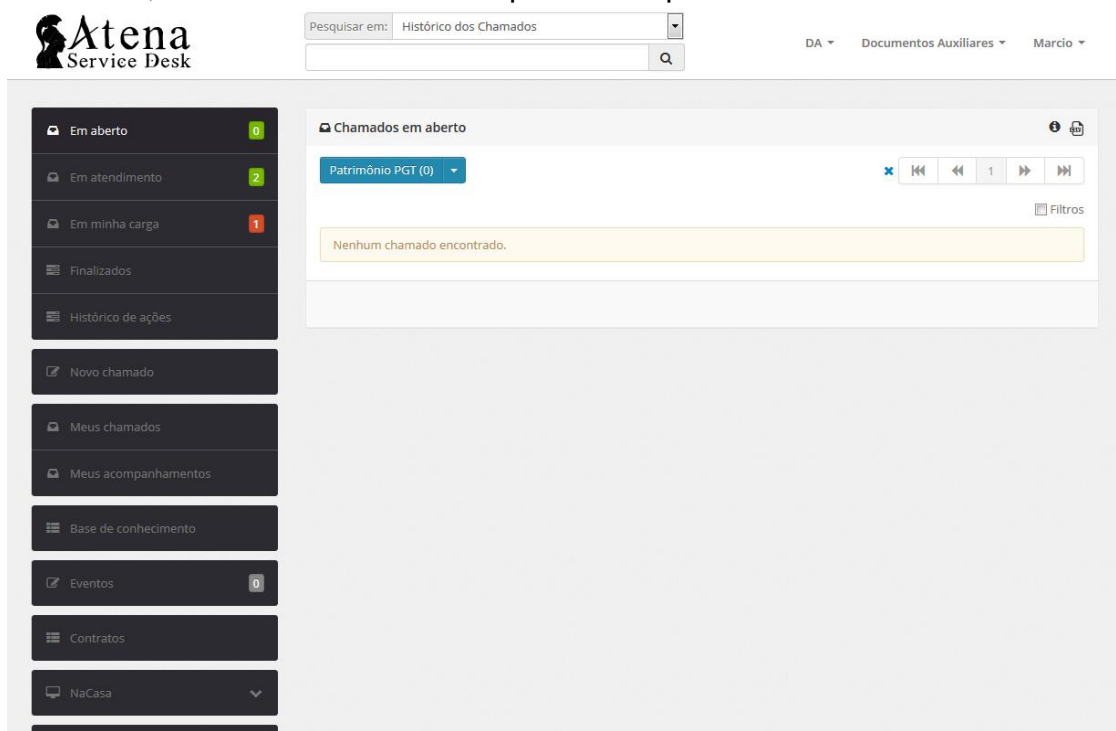 Atena
Service Desk
Pesquisar em: Histórico dos Chamados
DA
Documentos Auxiliares
Marcio
Em aberto 0
Em atendimento 2
Em minha carga 1
Finalizados
Histórico de ações
Novo chamado
Meus chamados
Meus acompanhamentos
Base de conhecimento
Eventos 0
Contratos
NaCasa
Chamados em aberto
Patrimônio PGT (0)
1
Filtros
Nenhum chamado encontrado.